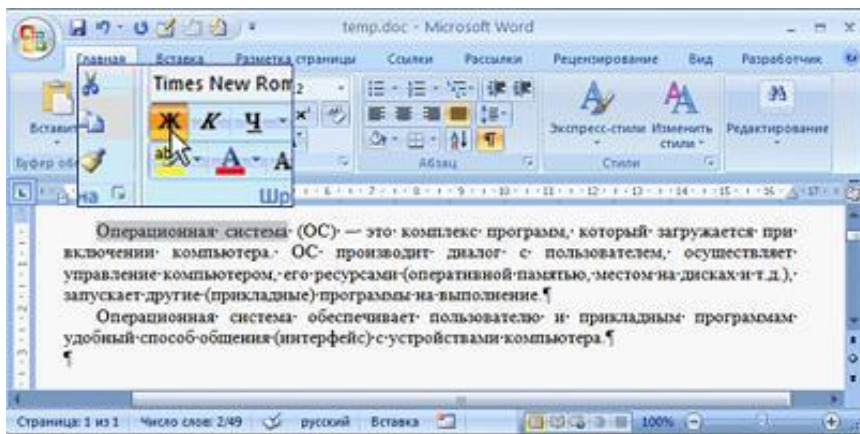 temp.doc - Microsoft Word
Главная Вставка Разметка страницы Ссылки Рассылки Рецензирование Вид Разработчик
Times New Rom 2
Ж К Ч
ab A A
Экспресс-стили Изменить стили Редактирование
Абзац Стили
на Шр
Операционная система (ОС) — это комплекс программ, который загружается при
включении компьютера. ОС производит диалог с пользователем, осуществляет
управление компьютером, его ресурсами (оперативной памятью, местом на дисках и т.д.),
запускает другие (прикладные) программы на выполнение.¶
Операционная система обеспечивает пользователю и прикладным программам
удобный способ общения (интерфейс) с устройствами компьютера.¶
¶
Страница: 1 из 1 Число слов: 2/49 русский Вставка 100%